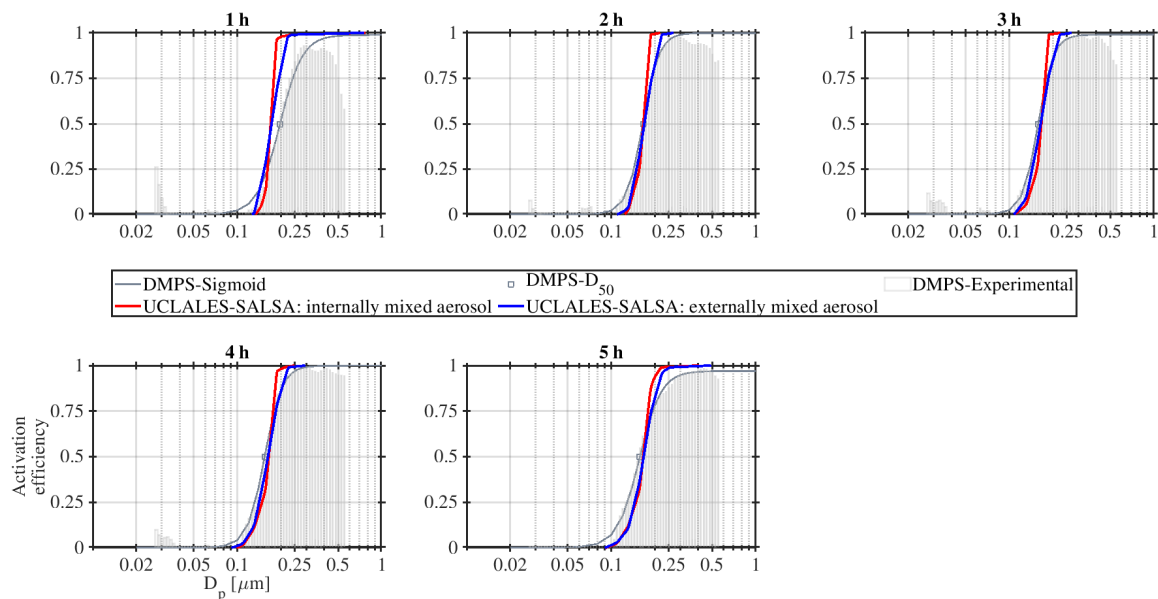 1 h
2 h
3 h
1
0.75
0.5
0.25
0
0.02 0.05 0.1 0.25 0.5 1
1
0.75
0.5
0.25
0
0.02 0.05 0.1 0.25 0.5 1
1
0.75
0.5
0.25
0
0.02 0.05 0.1 0.25 0.5 1
DMPS-Sigmoid DMPS-D50 DMPS-Experimental
UCLALES-SALSA: internally mixed aerosol UCLALES-SALSA: externally mixed aerosol
4 h
5 h
Activation
efficiency
1
0.75
0.5
0.25
0
0.02 0.05 0.1 0.25 0.5 1
Dp [μm]
1
0.75
0.5
0.25
0
0.02 0.05 0.1 0.25 0.5 1